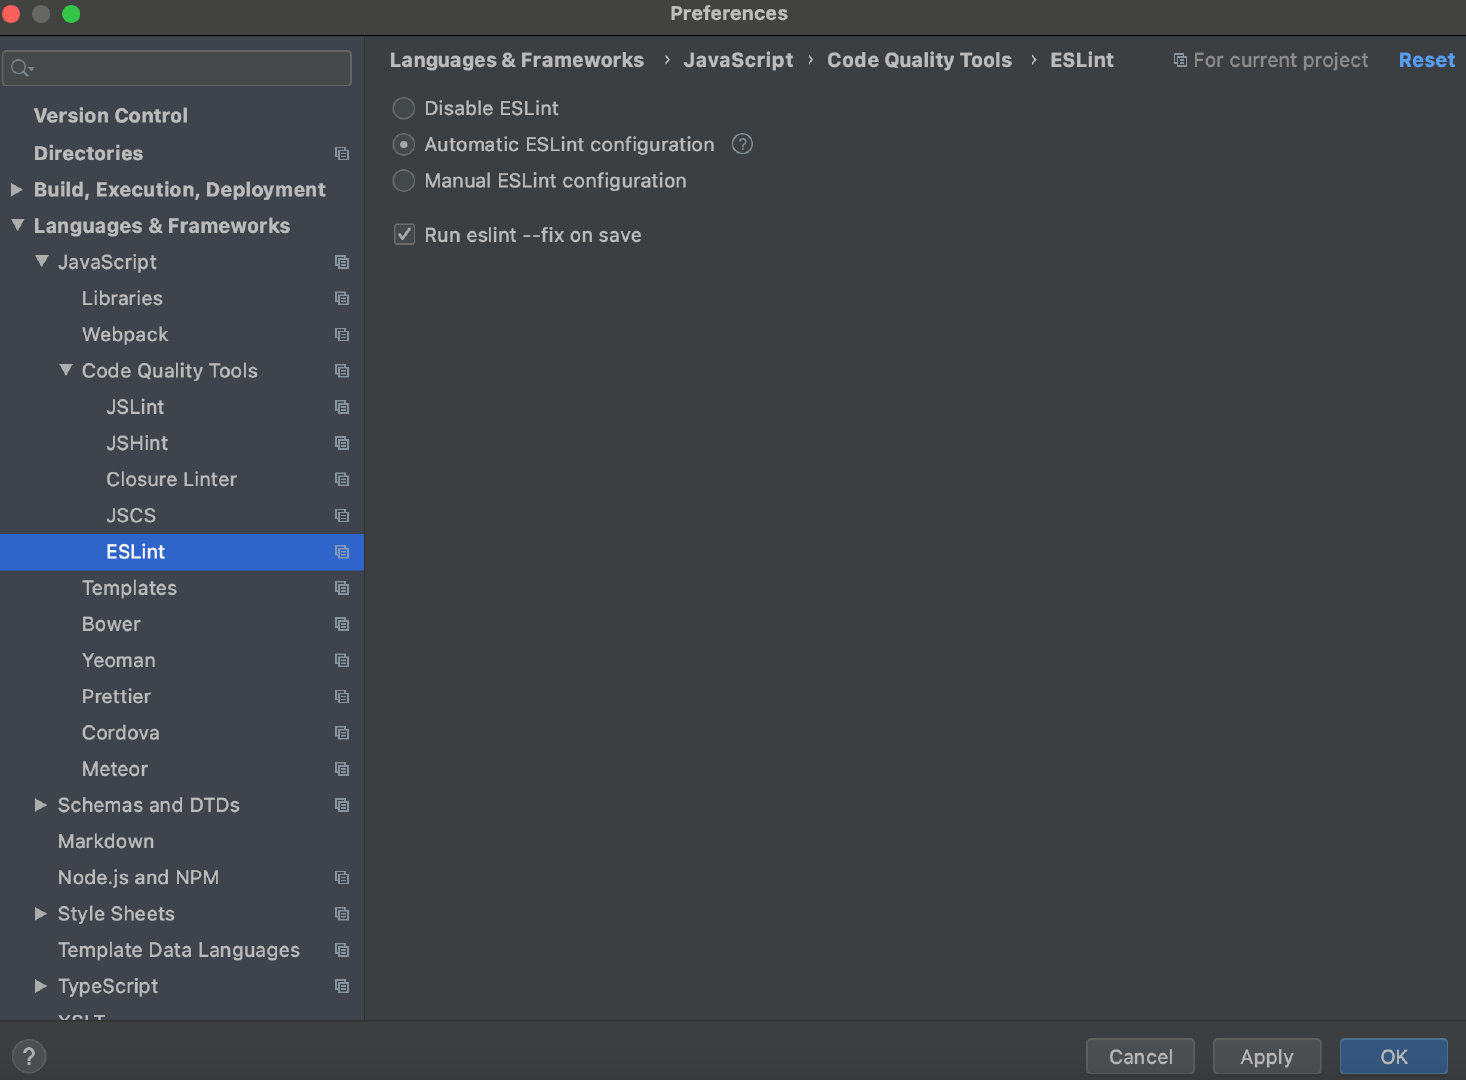 Preferences
Languages & Frameworks › JavaScript › Code Quality Tools › ESLint For current project Reset
Version Control
Directories
Build, Execution, Deployment
Languages & Frameworks
JavaScript
Libraries
Webpack
Code Quality Tools
JSLint
JSHint
Closure Linter
JSCS
ESLint
Templates
Bower
Yeoman
Prettier
Cordova
Meteor
Schemas and DTDs
Markdown
Node.js and NPM
Style Sheets
Template Data Languages
TypeScript
XSLT
Disable ESLint
Automatic ESLint configuration ?
Manual ESLint configuration
Run eslint --fix on save
?
Cancel Apply OK